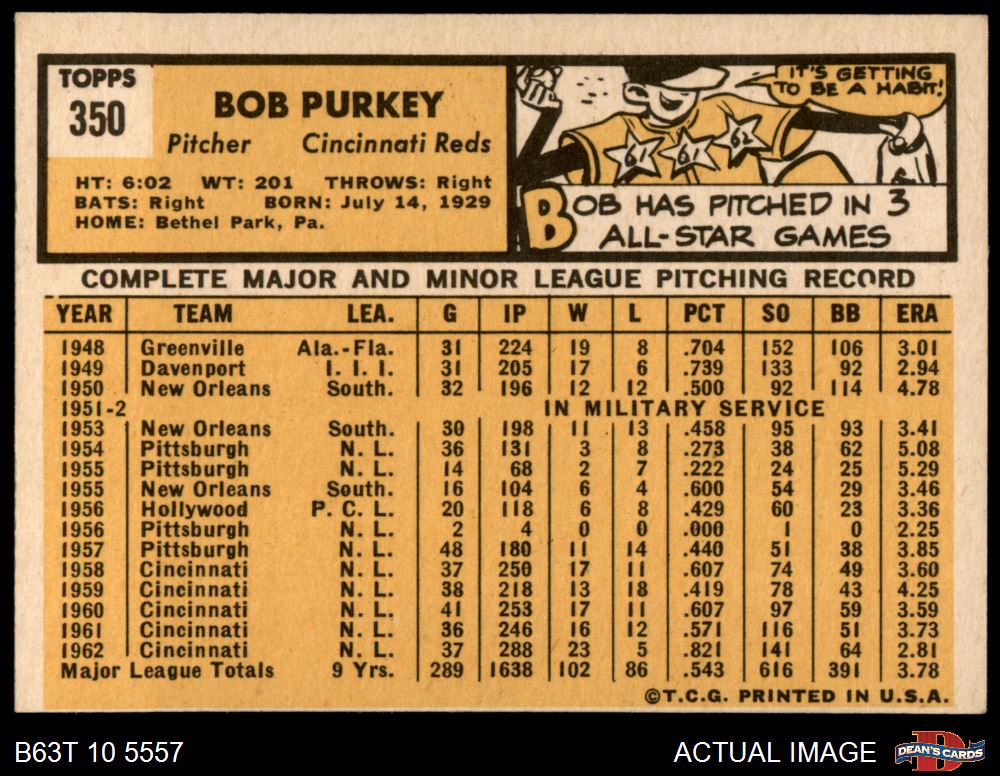 TOPPS
350
BOB PURKEY
Pitcher Cincinnati Reds
HT: 6:02 WT: 201 THROWS: Right
BATS: Right BORN: July 14, 1929
HOME: Bethel Park, Pa.
IT'S GETTING
TO BE A HABIT!
61 61 62
BOB HAS PITCHED IN 3
ALL-STAR GAMES
COMPLETE MAJOR AND MINOR LEAGUE PITCHING RECORD
YEAR TEAM LEA. G IP W L PCT SO BB ERA
1948 Greenville Ala.-Fla. 31 224 19 8 .704 152 106 3.01
1949 Davenport I. I. I. 31 205 17 6 .739 133 92 2.94
1950 New Orleans South. 32 196 12 12 .500 92 114 4.78
1951-2 IN MILITARY SERVICE
1953 New Orleans South. 30 198 11 13 .458 95 93 3.41
1954 Pittsburgh N. L. 36 131 3 8 .273 38 62 5.08
1955 Pittsburgh N. L. 14 68 2 7 .222 24 25 5.29
1955 New Orleans South. 16 104 6 4 .600 54 29 3.46
1956 Hollywood P. C. L. 20 118 6 8 .429 60 23 3.36
1956 Pittsburgh N. L. 2 4 0 0 .000 1 0 2.25
1957 Pittsburgh N. L. 48 180 11 14 .440 51 38 3.85
1958 Cincinnati N. L. 37 250 17 11 .607 74 49 3.60
1959 Cincinnati N. L. 38 218 13 18 .419 78 43 4.25
1960 Cincinnati N. L. 41 253 17 11 .607 97 59 3.59
1961 Cincinnati N. L. 36 246 16 12 .571 116 51 3.73
1962 Cincinnati N. L. 37 288 23 5 .821 141 64 2.81
Major League Totals 9 Yrs. 289 1638 102 86 .543 616 391 3.78
©T.C.G. PRINTED IN U.S.A.
B63T 10 5557
ACTUAL IMAGE
DEAN'S CARDS